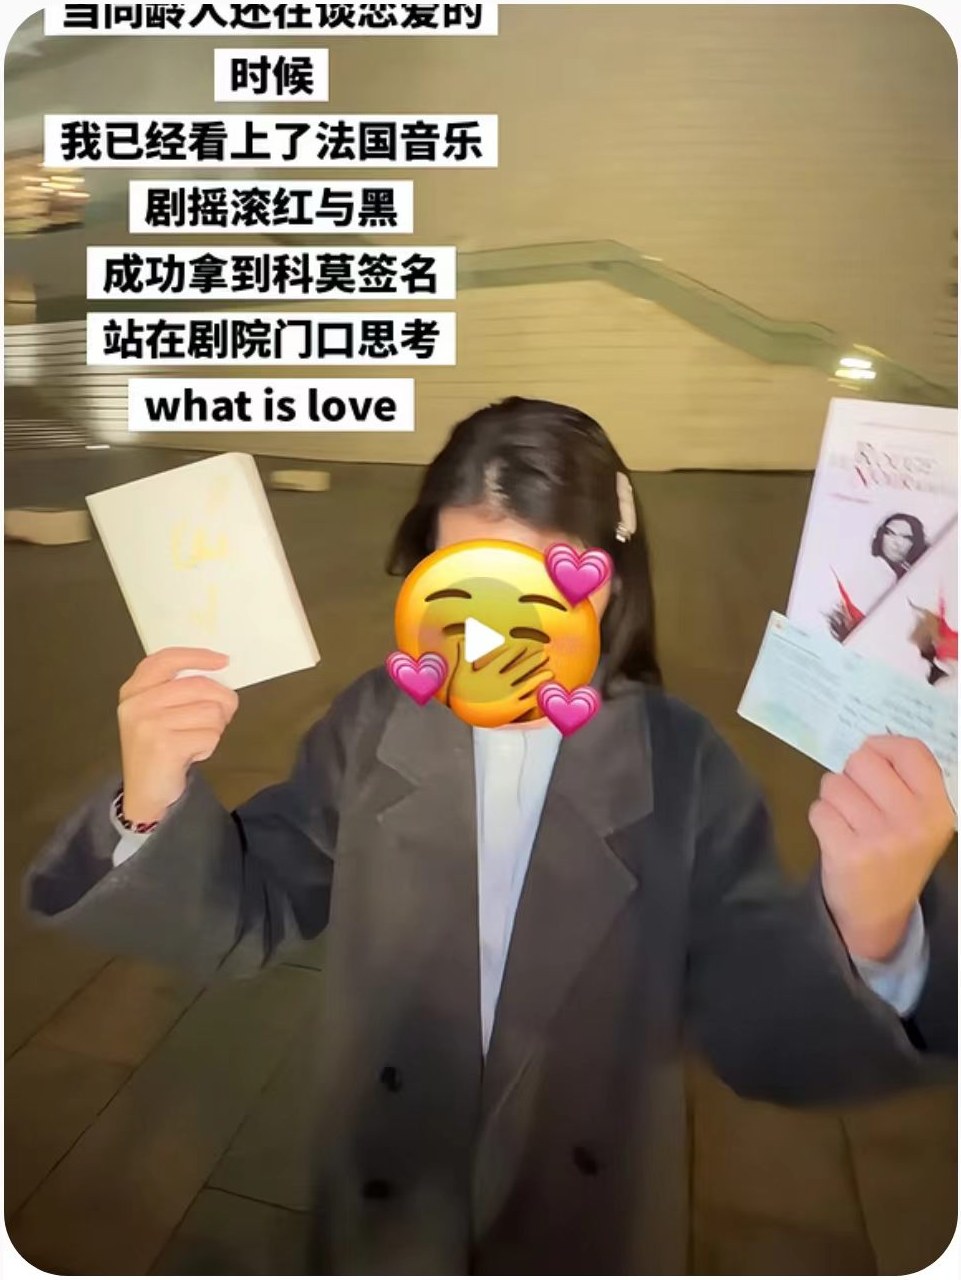 当同龄人还在谈恋爱的
时候
我已经看上了法国音乐
剧摇滚红与黑
成功拿到科莫签名
站在剧院门口思考
what is love
ROUGE
NOIR